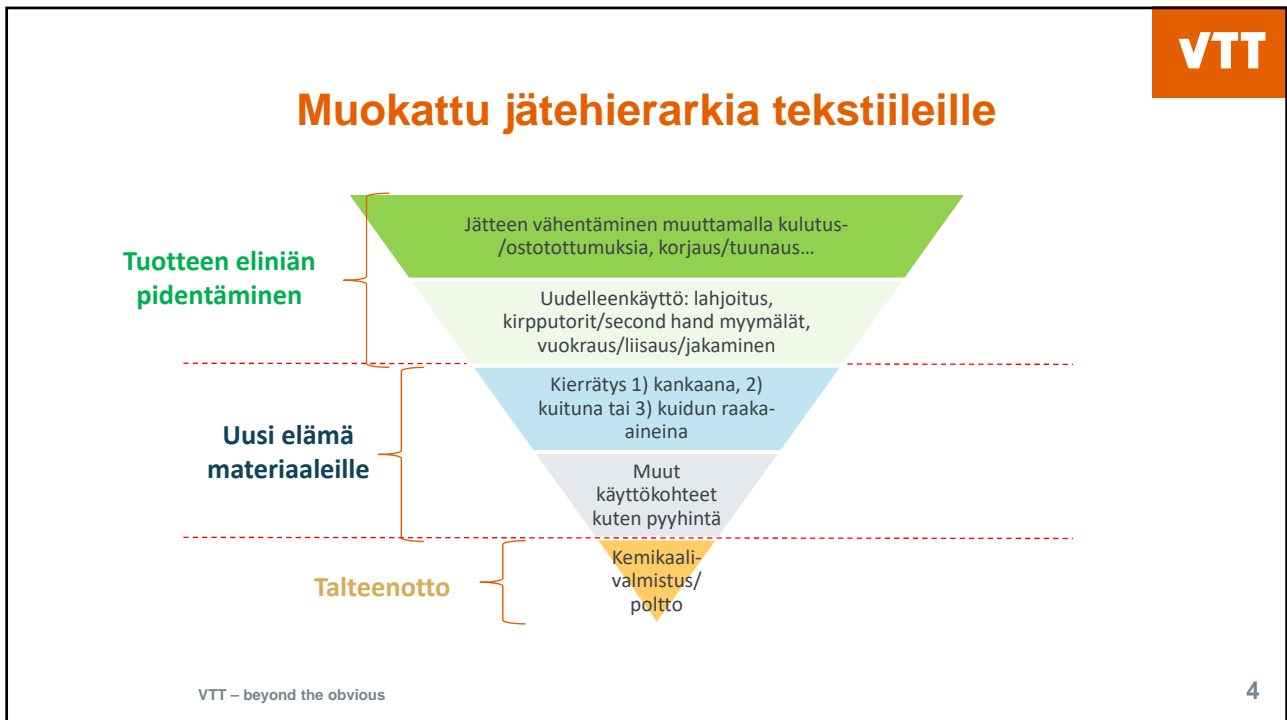 VTT
Muokattu jätehierarkia tekstiileille
Jätteen vähentäminen muuttamalla kulutus-
/ostotottumuksia, korjaus/tuunaus...
Tuotteen eliniän
pidentäminen
Uudelleenkäyttö: lahjoitus,
kirpputorit/second hand myymälät,
vuokraus/liisaus/jakaminen
Kierrätys 1) kankaana, 2)
kuituna tai 3) kuidun raaka-
aineina
Uusi elämä
materiaaleille
Muut
käyttökohteet
kuten pyyhintä
Kemikaali-
valmistus/
poltto
Talteenotto
VTT – beyond the obvious
4